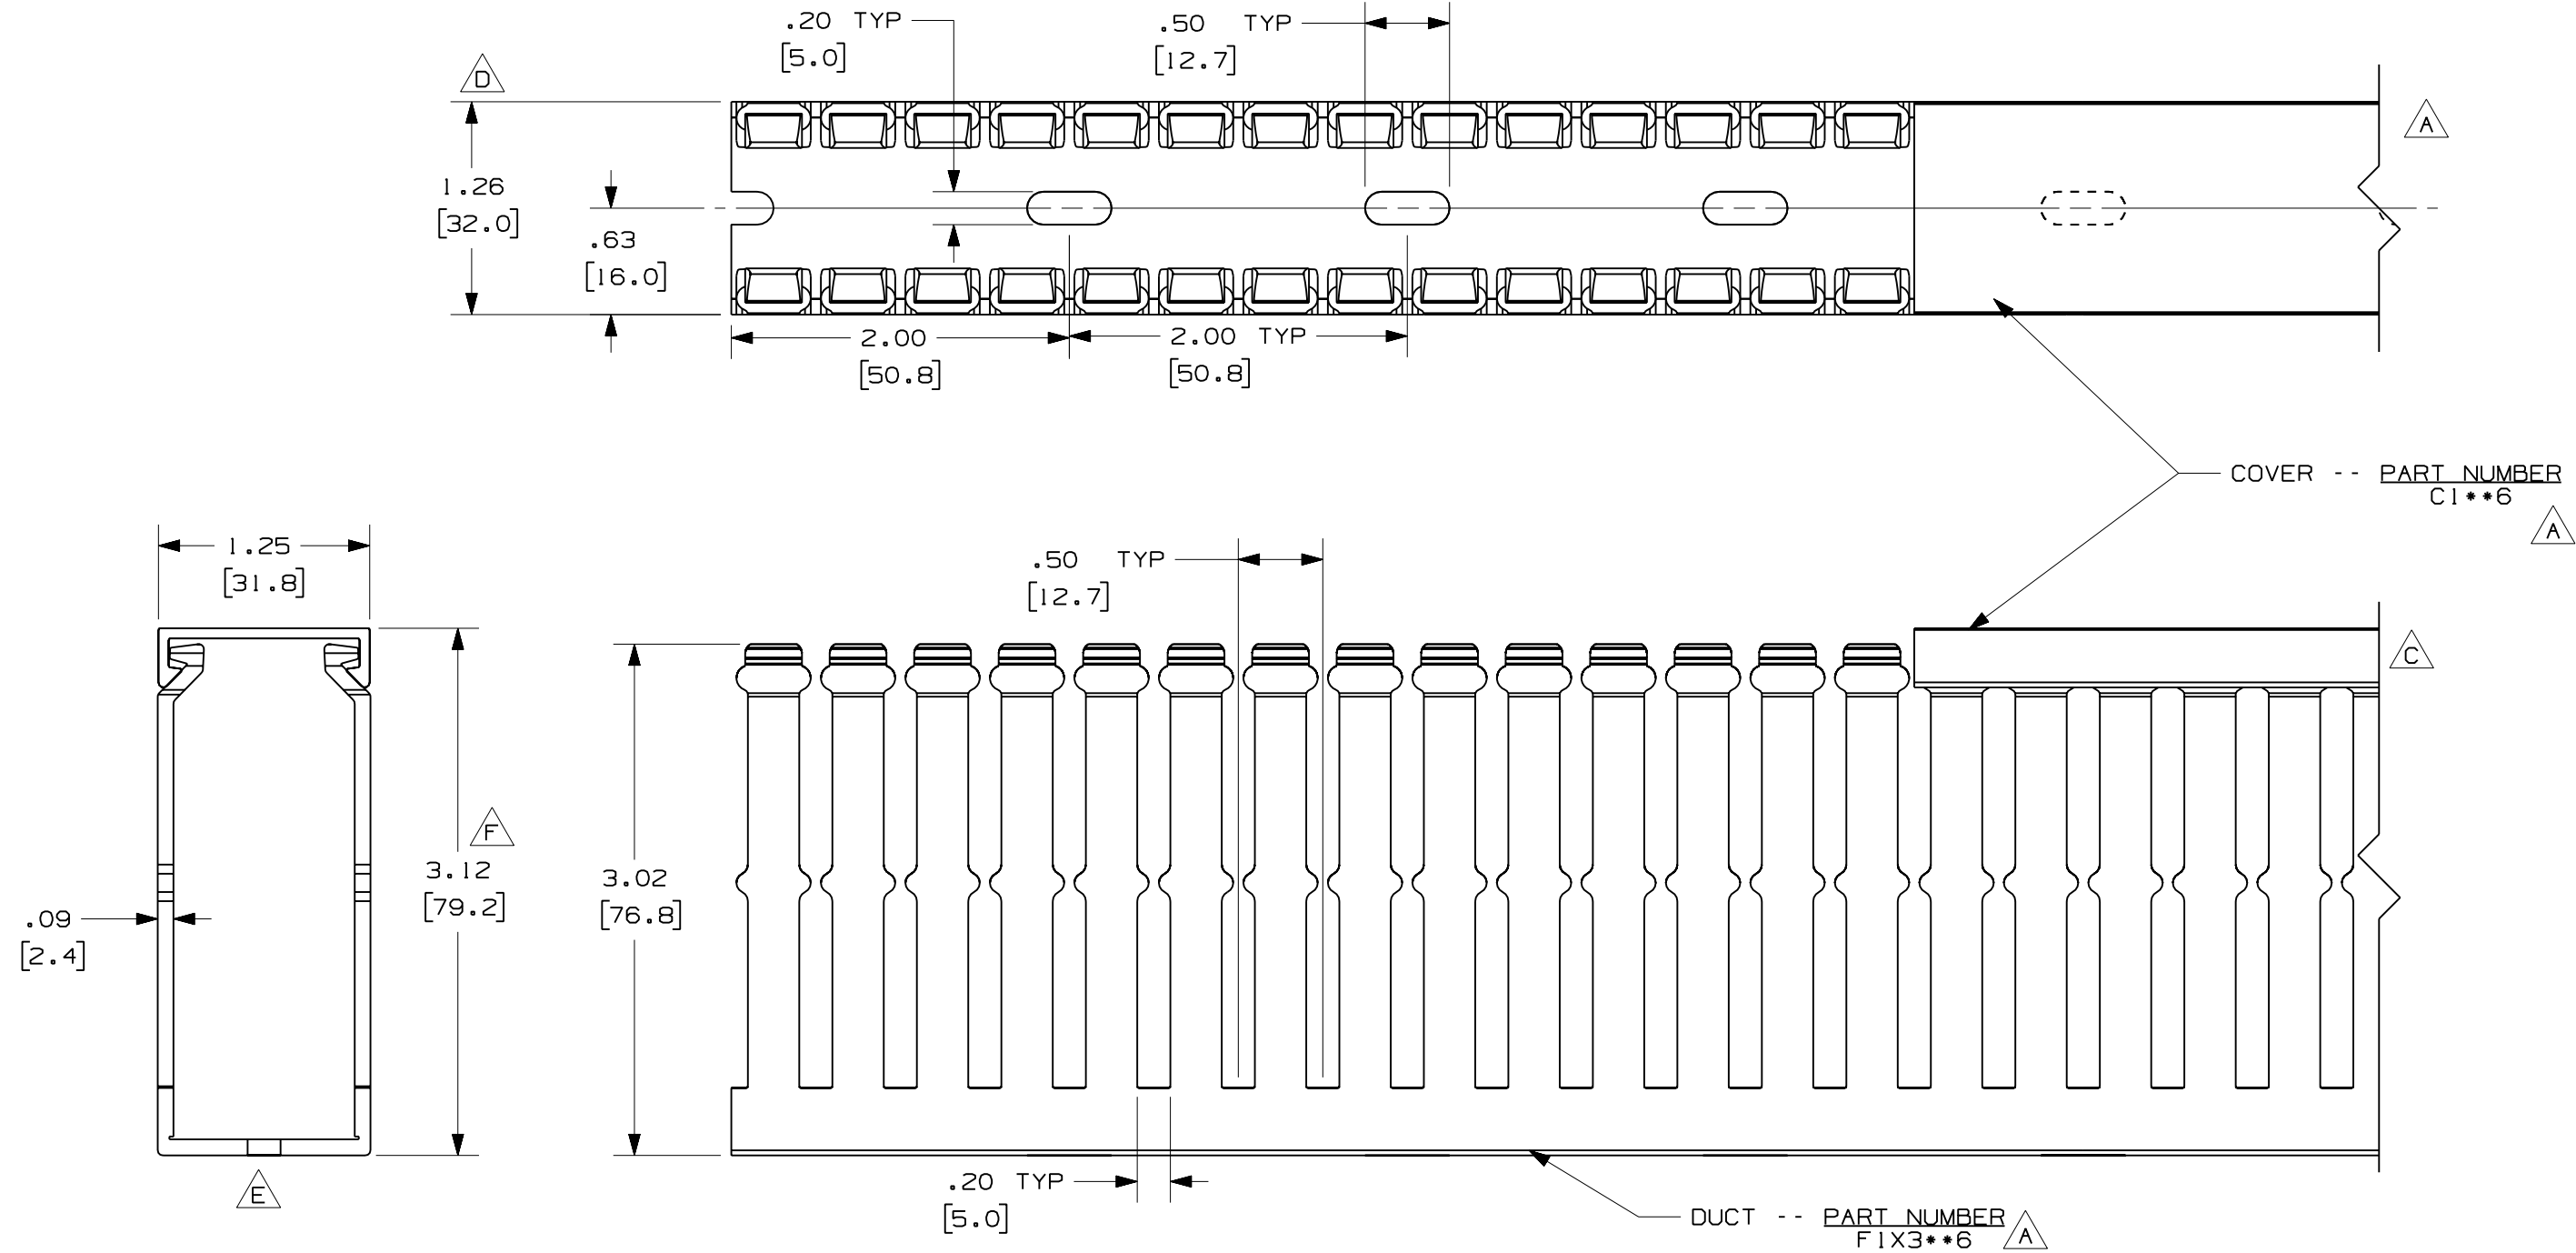 .20 TYP
[5.0]
.50 TYP
[12.7]
D
A
1.26
[32.0]
.63
[16.0]
2.00
[50.8]
2.00 TYP
[50.8]
COVER -- PART NUMBER
C1**6
A
1.25
[31.8]
.50 TYP
[12.7]
C
F
3.12
[79.2]
3.02
[76.8]
.09
[2.4]
E
.20 TYP
[5.0]
DUCT -- PART NUMBER
F1X3**6
A